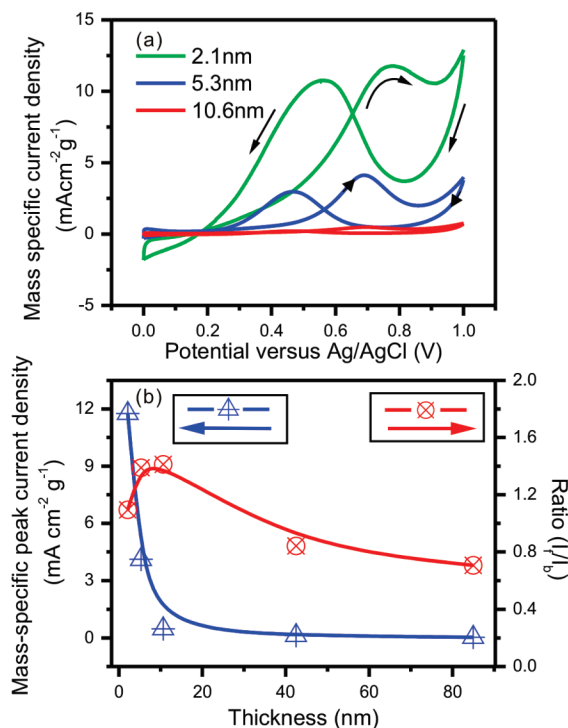 (a)
2.1nm
5.3nm
10.6nm
15
10
5
0
-5
Mass specific current density
(mAcm⁻²g⁻¹)
0.0 0.2 0.4 0.6 0.8 1.0
Potential versus Ag/AgCl (V)
(b)
12
9
6
3
0
Mass-specific peak current density
(mA cm⁻² g⁻¹)
2.0
1.6
1.2
0.8
0.4
0.0
Ratio (I_f/I_b)
0 20 40 60 80
Thickness (nm)